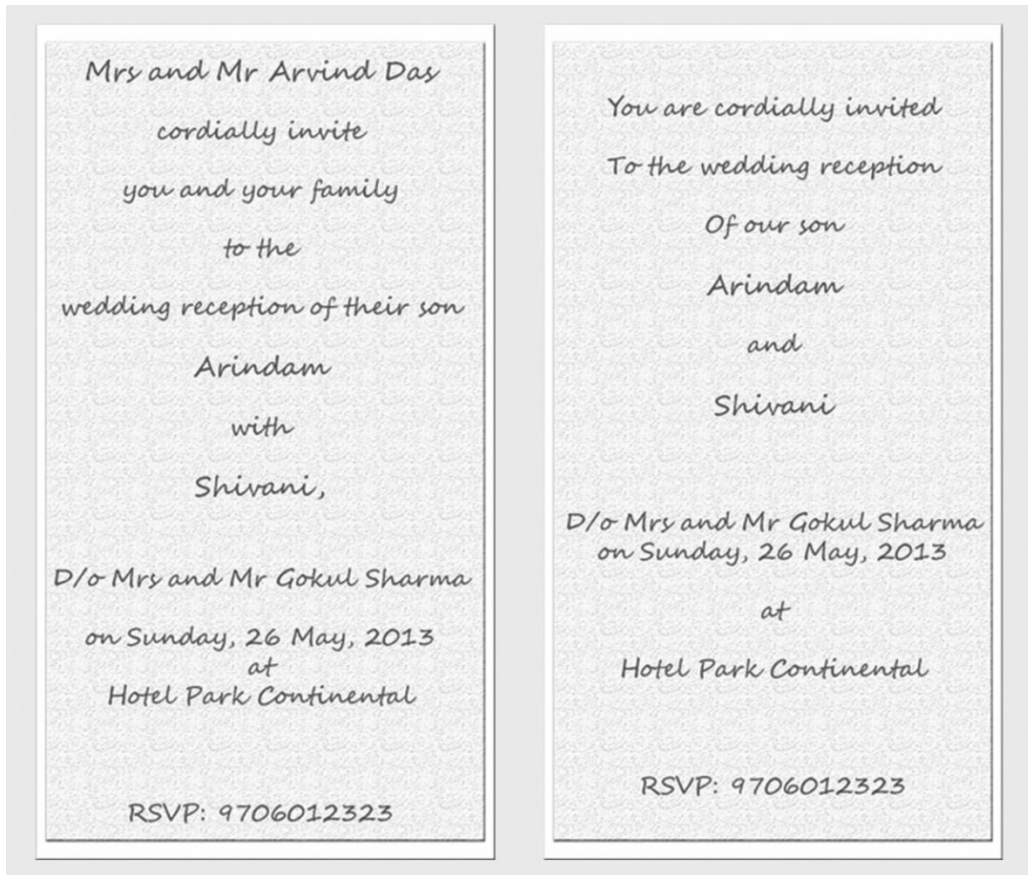 Mrs and Mr Arvind Das
cordially invite
you and your family
to the
wedding reception of their son
Arindam
with
Shivani,
D/o Mrs and Mr Gokul Sharma
on Sunday, 26 May, 2013
at
Hotel Park Continental
RSVP: 9706012323
You are cordially invited
To the wedding reception
Of our son
Arindam
and
Shivani
D/o Mrs and Mr Gokul Sharma
on Sunday, 26 May, 2013
at
Hotel Park Continental
RSVP: 9706012323